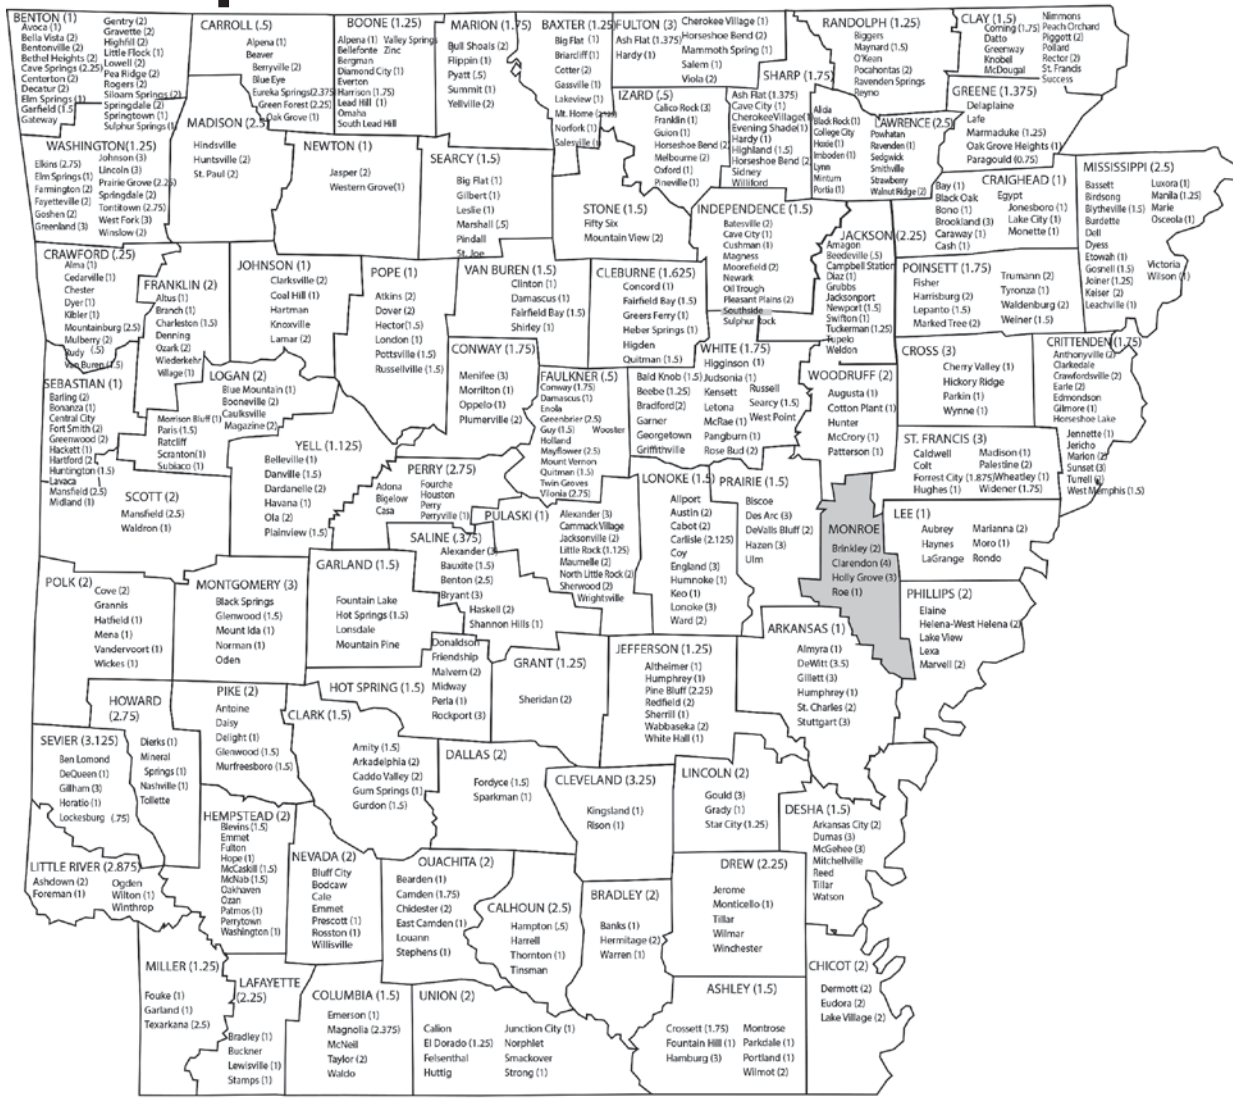 BENTON (1)
Avoca (1)
Bella Vista (2)
Bentonville (2)
Bethel Heights (2)
Cave Springs (2.25)
Centerton (2)
Decatur (2)
Elm Springs (1)
Garfield (1.5)
Gateway
Gentry (2)
Gravette (2)
Highfill (2)
Little Flock (1)
Lowell (2)
Pea Ridge (2)
Rogers (2)
Siloam Springs (2)
Springdale (2)
Springtown (1)
Sulphur Springs (1)
CARROLL (.5)
Alpena (1)
Beaver
Berryville (2)
Blue Eye
Eureka Springs(2.375)
Green Forest (2.25)
Oak Grove (1)
BOONE (1.25)
Alpena (1) Valley Springs
Bellefonte Zinc
Bergman
Diamond City (1)
Everton
Harrison (1.75)
Lead Hill (1)
Omaha
South Lead Hill
MARION (1.75)
Bull Shoals (2)
Flippin (1)
Pyatt (.5)
Summit (1)
Yellville (2)
BAXTER (1.25)
Big Flat (1)
Briarcliff (1)
Cotter (2)
Gassville (1)
Lakeview (1)
Mt. Home
Norfork (1)
Salesville
FULTON (3)
Ash Flat (1.375)
Hardy (1)
Cherokee Village (1)
Horseshoe Bend (2)
Mammoth Spring (1)
Salem (1)
Viola (2)
SHARP (1.75)
Ash Flat (1.375)
Cave City (1)
CherokeeVillage(1)
Evening Shade(1)
Hardy (1)
Highland (1.5)
Horseshoe Bend (2)
Sidney
Williford
IZARD (.5)
Calico Rock (3)
Franklin (1)
Guion (1)
Horseshoe Bend (2)
Melbourne (2)
Oxford (1)
Pineville (1)
RANDOLPH (1.25)
Biggers
Maynard (1.5)
O'Kean
Pocahontas (2)
Ravenden Springs
Reyno
CLAY (1.5)
Corning (1.75)
Datto
Greenway
Knobel
McDougal
Nimmons
Peach Orchard
Piggott (2)
Pollard
Rector (2)
St. Francis
Success
GREENE (1.375)
Delaplaine
Lafe
Marmaduke (1.25)
Oak Grove Heights (1)
Paragould (0.75)
LAWRENCE (2.5)
Alicia
Black Rock (1)
College City
Hoxie (1)
Imboden (1)
Lynn
Minturn
Portia (1)
Powhatan
Ravenden (1)
Sedgwick
Smithville
Strawberry
Walnut Ridge (2)
MADISON (2.5)
Hindsville
Huntsville (2)
St. Paul (2)
WASHINGTON(1.25)
Elkins (2.75)
Elm Springs (1)
Farmington (2)
Fayetteville (2)
Goshen (2)
Greenland (3)
Johnson (3)
Lincoln (3)
Prairie Grove (2.25)
Springdale (2)
Tontitown (2.75)
West Fork (3)
Winslow (2)
NEWTON (1)
Jasper (2)
Western Grove(1)
SEARCY (1.5)
Big Flat (1)
Gilbert (1)
Leslie (1)
Marshall (.5)
Pindall
St. Joe
STONE (1.5)
Fifty Six
Mountain View (2)
INDEPENDENCE (1.5)
Batesville (2)
Cave City (1)
Cushman (1)
Magness
Moorefield (2)
Newark
Oil Trough
Pleasant Plains (2)
Southside
Sulphur Rock
JACKSON (2.25)
Amagon
Beedeville (.5)
Campbell Station
Diaz (1)
Grubbs
Jacksonport
Newport (1.5)
Swifton (1)
Tuckerman (1.25)
Tupelo
Weldon
CRAIGHEAD (1)
Bay (1)
Black Oak
Bono (1)
Brookland (3)
Caraway (1)
Cash (1)
Egypt
Jonesboro (1)
Lake City (1)
Monette (1)
MISSISSIPPI (2.5)
Bassett
Birdsong
Blytheville (1.5)
Burdette
Dell
Dyess
Etowah (1)
Gosnell (1.5)
Joiner (1.25)
Keiser (2)
Leachville (1)
Luxora (1)
Manila (1.25)
Marie
Osceola (1)
Victoria
Wilson (1)
CRAWFORD (.25)
Alma (1)
Cedarville (1)
Chester
Dyer (1)
Kibler (1)
Mountainburg (2.5)
Mulberry (2)
Rudy (.5)
Van Buren (1.5)
FRANKLIN (2)
Altus (1)
Branch (1)
Charleston (1.5)
Denning
Ozark (2)
Wiederkehr
Village (1)
JOHNSON (1)
Clarksville (2)
Coal Hill (1)
Hartman
Knoxville
Lamar (2)
POPE (1)
Atkins (2)
Dover (2)
Hector(1.5)
London (1)
Pottsville (1.5)
Russellville (1.5)
VAN BUREN (1.5)
Clinton (1)
Damascus (1)
Fairfield Bay (1.5)
Shirley (1)
CLEBURNE (1.625)
Concord (1)
Fairfield Bay (1.5)
Greers Ferry (1)
Heber Springs (1)
Higden
Quitman (1.5)
POINSETT (1.75)
Fisher
Harrisburg (2)
Lepanto (1.5)
Marked Tree (2)
Trumann (2)
Tyronza (1)
Waldenburg (2)
Weiner (1.5)
SEBASTIAN (1)
Barling (2)
Bonanza (1)
Central City
Fort Smith (2)
Greenwood (2)
Hackett (1)
Hartford (2)
Huntington (1.5)
Lavaca
Mansfield (2.5)
Midland (1)
LOGAN (2)
Blue Mountain (1)
Booneville (2)
Caulksville
Magazine (2)
Morrison Bluff (1)
Paris (1.5)
Ratcliff
Scranton(1)
Subiaco (1)
CONWAY (1.75)
Menifee (3)
Morrilton (1)
Oppelo (1)
Plumerville (2)
FAULKNER (.5)
Conway (1.75)
Damascus (1)
Enola
Greenbrier (2.5)
Guy (1.5) Wooster
Holland
Mayflower (2.5)
Mount Vernon
Quitman (1.5)
Twin Groves
Vilonia (2.75)
WHITE (1.75)
Bald Knob (1.5)
Beebe (1.25)
Bradford(2)
Garner
Georgetown
Griffithville
Higginson (1)
Judsonia (1)
Kensett
Letona
McRae (1)
Pangburn (1)
Rose Bud (2)
Russell
Searcy (1.5)
West Point
WOODRUFF (2)
Augusta (1)
Cotton Plant (1)
Hunter
McCrory (1)
Patterson (1)
CROSS (3)
Cherry Valley (1)
Hickory Ridge
Parkin (1)
Wynne (1)
CRITTENDEN (1.75)
Anthonyville (2)
Clarkedale
Crawfordsville (2)
Earle (2)
Edmondson
Gilmore (1)
Horseshoe Lake
Jennette (1)
Jericho
Marion (2)
Sunset (3)
Turrell
West Memphis (1.5)
ST. FRANCIS (3)
Caldwell
Colt
Forrest City (1.875)
Hughes (1)
Madison (1)
Palestine (2)
Wheatley (1)
Widener (1.75)
YELL (1.125)
Belleville (1)
Danville (1.5)
Dardanelle (2)
Havana (1)
Ola (2)
Plainview (1.5)
PERRY (2.75)
Adona
Bigelow
Casa
Fourche
Houston
Perry
Perryville (1)
SCOTT (2)
Mansfield (2.5)
Waldron (1)
PULASKI (1)
Alexander (3)
Cammack Village
Jacksonville (2)
Little Rock (1.125)
Maumelle (2)
North Little Rock (2)
Sherwood (2)
Wrightsville
LONOKE (1.5)
Allport
Austin (2)
Cabot (2)
Carlisle (2.125)
Coy
England (3)
Humnoke (1)
Keo (1)
Lonoke (3)
Ward (2)
PRAIRIE (1.5)
Biscoe
Des Arc (3)
DeValls Bluff (2)
Hazen (3)
Ulm
MONROE
Brinkley (2)
Clarendon (4)
Holly Grove (3)
Roe (1)
LEE (1)
Aubrey
Haynes
LaGrange
Marianna (2)
Moro (1)
Rondo
SALINE (.375)
Alexander (3)
Bauxite (1.5)
Benton (2.5)
Bryant (3)
Haskell (2)
Shannon Hills (1)
GARLAND (1.5)
Fountain Lake
Hot Springs (1.5)
Lonsdale
Mountain Pine
POLK (2)
Cove (2)
Grannis
Hatfield (1)
Mena (1)
Vandervoort (1)
Wickes (1)
MONTGOMERY (3)
Black Springs
Glenwood (1.5)
Mount Ida (1)
Norman (1)
Oden
PHILLIPS (2)
Elaine
Helena-West Helena (2)
Lake View
Lexa
Marvell (2)
ARKANSAS (1)
Almyra (1)
DeWitt (3.5)
Gillett (3)
Humphrey (1)
St. Charles (2)
Stuttgart (3)
JEFFERSON (1.25)
Altheimer (1)
Humphrey (1)
Pine Bluff (2.25)
Redfield (2)
Sherrill (1)
Wabbaseka (2)
White Hall (1)
GRANT (1.25)
Sheridan (2)
HOT SPRING (1.5)
Donaldson
Friendship
Malvern (2)
Midway
Perla (1)
Rockport (3)
HOWARD
(2.75)
Dierks (1)
Mineral
Springs (1)
Nashville (1)
Tollette
PIKE (2)
Antoine
Daisy
Delight (1)
Glenwood (1.5)
Murfreesboro (1.5)
CLARK (1.5)
Amity (1.5)
Arkadelphia (2)
Caddo Valley (2)
Gum Springs (1)
Gurdon (1.5)
SEVIER (3.125)
Ben Lomond
DeQueen (1)
Gillham (3)
Horatio (1)
Lockesburg (.75)
DALLAS (2)
Fordyce (1.5)
Sparkman (1)
CLEVELAND (3.25)
Kingsland (1)
Rison (1)
LINCOLN (2)
Gould (3)
Grady (1)
Star City (1.25)
DESHA (1.5)
Arkansas City (2)
Dumas (3)
McGehee (3)
Mitchellville
Reed
Tillar
Watson
HEMPSTEAD (2)
Blevins (1.5)
Emmet
Fulton
Hope (1)
McCaskill (1.5)
McNab (1.5)
Oakhaven
Ozan
Patmos (1)
Perrytown
Washington (1)
LITTLE RIVER (2.875)
Ashdown (2)
Foreman (1)
Ogden
Wilton (1)
Winthrop
NEVADA (2)
Bluff City
Bodcaw
Cale
Emmet
Prescott (1)
Rosston (1)
Willisville
OUACHITA (2)
Bearden (1)
Camden (1.75)
Chidester (2)
East Camden (1)
Louann
Stephens (1)
CALHOUN (2.5)
Hampton (.5)
Harrell
Thornton (1)
Tinsman
BRADLEY (2)
Banks (1)
Hermitage (2)
Warren (1)
DREW (2.25)
Jerome
Monticello (1)
Tillar
Wilmar
Winchester
MILLER (1.25)
Fouke (1)
Garland (1)
Texarkana (2.5)
LAFAYETTE
(2.25)
Bradley (1)
Buckner
Lewisville (1)
Stamps (1)
COLUMBIA (1.5)
Emerson (1)
Magnolia (2.375)
McNeil
Taylor (2)
Waldo
UNION (2)
Calion
El Dorado (1.25)
Felsenthal
Huttig
Junction City (1)
Norphlet
Smackover
Strong (1)
ASHLEY (1.5)
Crossett (1.75)
Fountain Hill (1)
Hamburg (3)
Montrose
Parkdale (1)
Portland (1)
Wilmot (2)
CHICOT (2)
Dermott (2)
Eudora (2)
Lake Village (2)